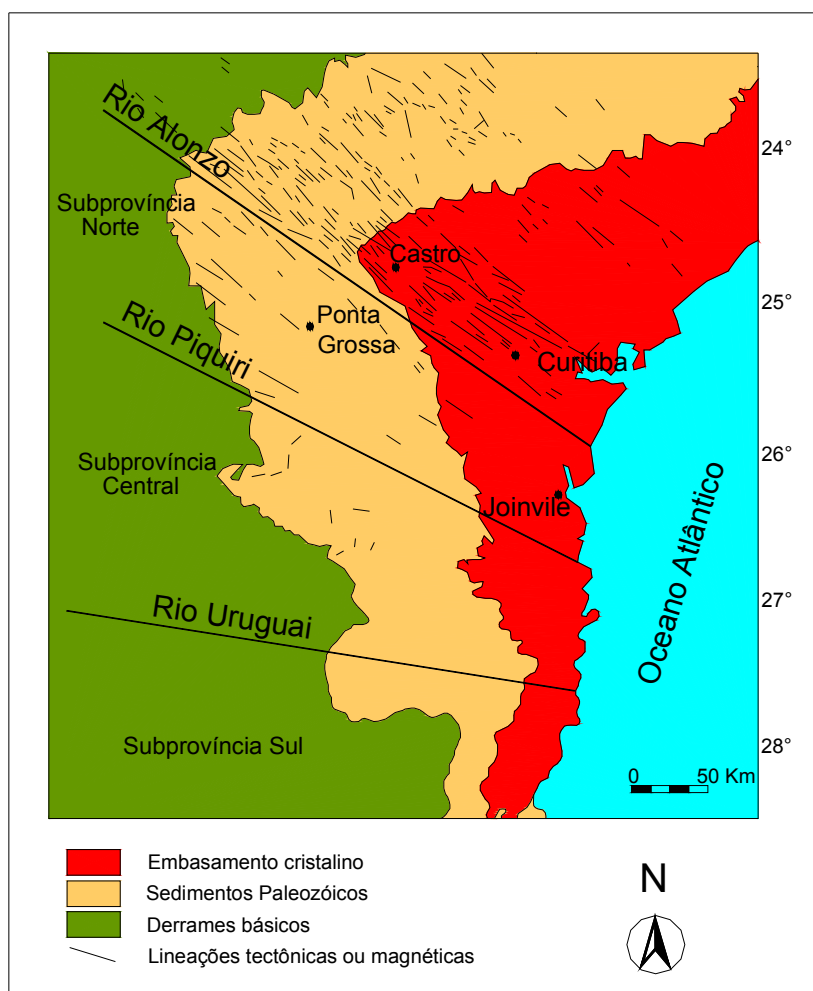 Rio Alonzo
24°
Subprovíncia
Norte
Castro
25°
Rio Piquiri
Ponta
Grossa
Curitiba
26°
Subprovíncia
Central
Joinvile
Oceano Atlântico
27°
Rio Uruguai
Subprovíncia Sul
28°
0 50 Km
Embasamento cristalino
Sedimentos Paleozóicos
Derrames básicos
Lineações tectônicas ou magnéticas
N